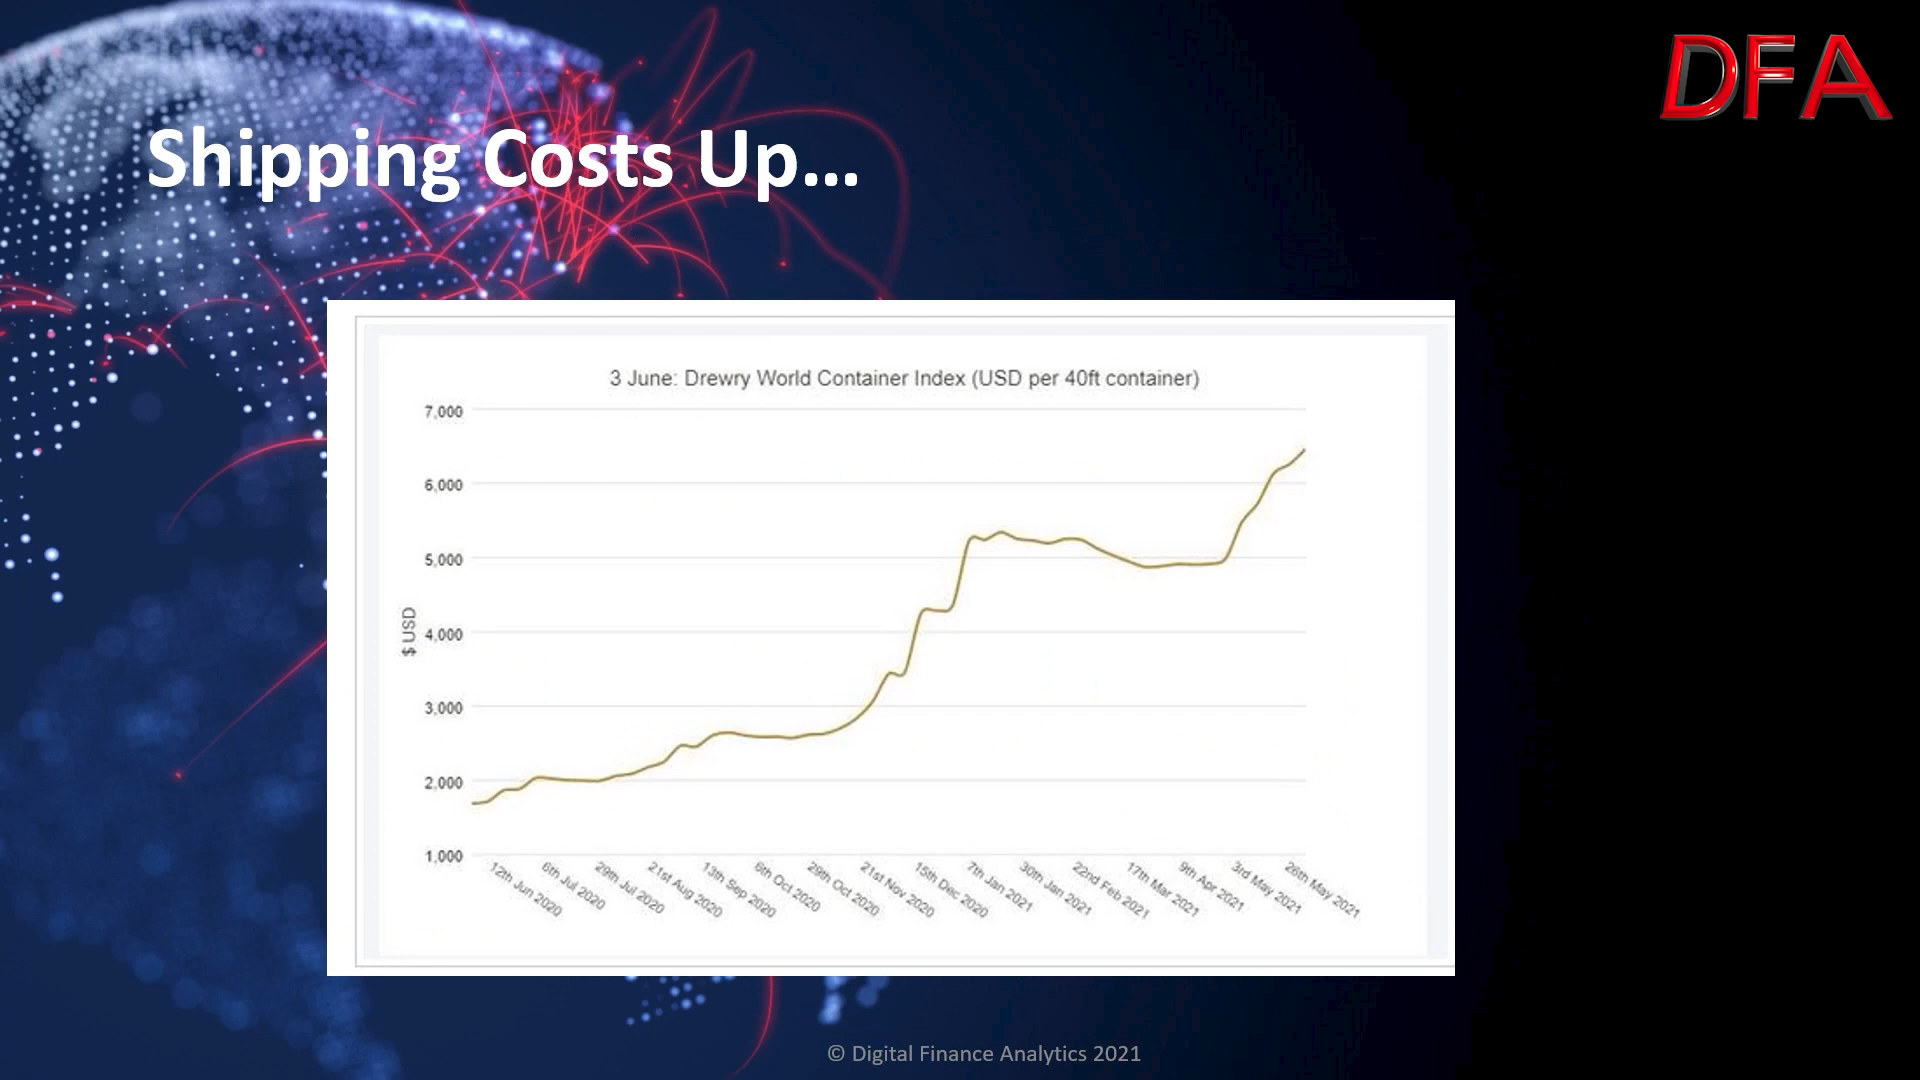 DFA
Shipping Costs Up...
3 June: Drewry World Container Index (USD per 40ft container)
7,000
6,000
5,000
4,000
3,000
2,000
1,000
$ USD
12th Jun 2020
6th Jul 2020
29th Jul 2020
21st Aug 2020
13th Sep 2020
6th Oct 2020
29th Oct 2020
21st Nov 2020
15th Dec 2020
7th Jan 2021
30th Jan 2021
22nd Feb 2021
17th Mar 2021
9th Apr 2021
3rd May 2021
26th May 2021
© Digital Finance Analytics 2021